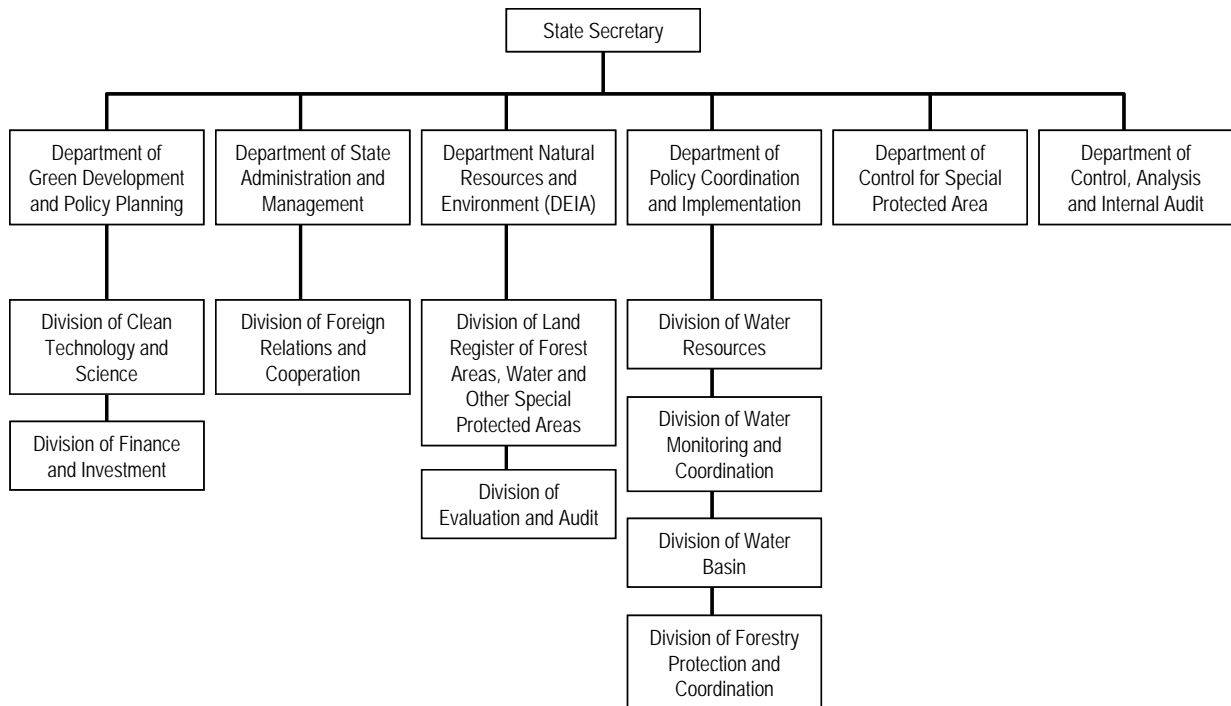 State Secretary
Department of
Green Development
and Policy Planning
Department of State
Administration and
Management
Department Natural
Resources and
Environment (DEIA)
Department of
Policy Coordination
and Implementation
Department of
Control for Special
Protected Area
Department of
Control, Analysis
and Internal Audit
Division of Clean
Technology and
Science
Division of Foreign
Relations and
Cooperation
Division of Land
Register of Forest
Areas, Water and
Other Special
Protected Areas
Division of Water
Resources
Division of Finance
and Investment
Division of Water
Monitoring and
Coordination
Division of
Evaluation and Audit
Division of Water
Basin
Division of Forestry
Protection and
Coordination